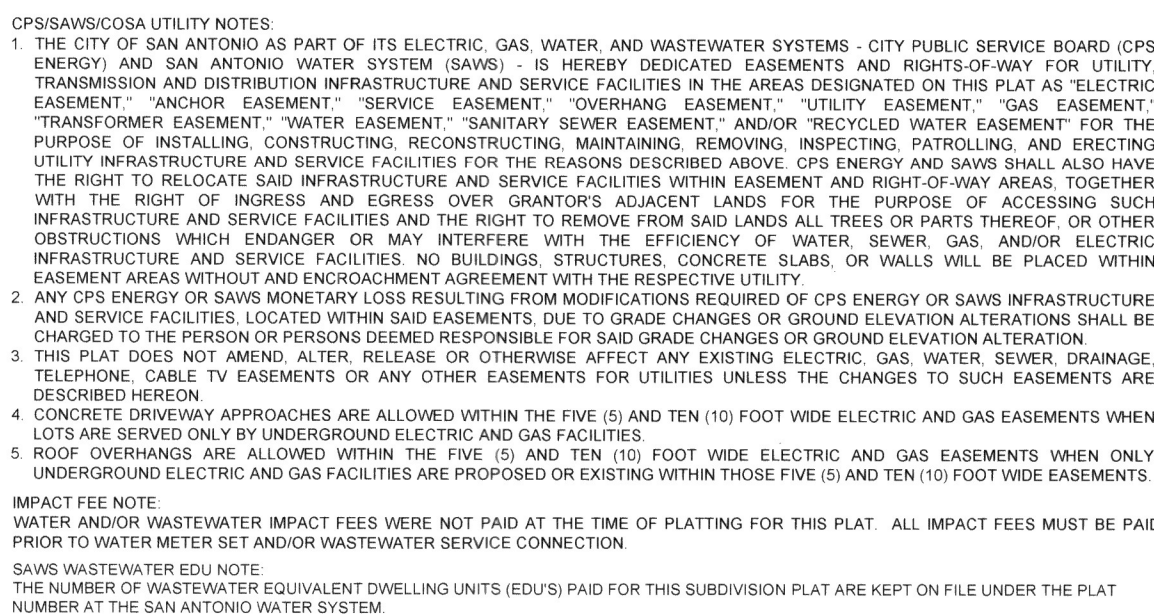 CPS/SAWS/COSA UTILITY NOTES:
1. THE CITY OF SAN ANTONIO AS PART OF ITS ELECTRIC, GAS, WATER, AND WASTEWATER SYSTEMS - CITY PUBLIC SERVICE BOARD (CPS
ENERGY) AND SAN ANTONIO WATER SYSTEM (SAWS) - IS HEREBY DEDICATED EASEMENTS AND RIGHTS-OF-WAY FOR UTILITY,
TRANSMISSION AND DISTRIBUTION INFRASTRUCTURE AND SERVICE FACILITIES IN THE AREAS DESIGNATED ON THIS PLAT AS "ELECTRIC
EASEMENT," "ANCHOR EASEMENT," "SERVICE EASEMENT," "OVERHANG EASEMENT," "UTILITY EASEMENT," "GAS EASEMENT,"
"TRANSFORMER EASEMENT," "WATER EASEMENT," "SANITARY SEWER EASEMENT," AND/OR "RECYCLED WATER EASEMENT" FOR THE
PURPOSE OF INSTALLING, CONSTRUCTING, RECONSTRUCTING, MAINTAINING, REMOVING, INSPECTING, PATROLLING, AND ERECTING
UTILITY INFRASTRUCTURE AND SERVICE FACILITIES FOR THE REASONS DESCRIBED ABOVE. CPS ENERGY AND SAWS SHALL ALSO HAVE
THE RIGHT TO RELOCATE SAID INFRASTRUCTURE AND SERVICE FACILITIES WITHIN EASEMENT AND RIGHT-OF-WAY AREAS, TOGETHER
WITH THE RIGHT OF INGRESS AND EGRESS OVER GRANTOR'S ADJACENT LANDS FOR THE PURPOSE OF ACCESSING SUCH
INFRASTRUCTURE AND SERVICE FACILITIES AND THE RIGHT TO REMOVE FROM SAID LANDS ALL TREES OR PARTS THEREOF, OR OTHER
OBSTRUCTIONS WHICH ENDANGER OR MAY INTERFERE WITH THE EFFICIENCY OF WATER, SEWER, GAS, AND/OR ELECTRIC
INFRASTRUCTURE AND SERVICE FACILITIES. NO BUILDINGS, STRUCTURES, CONCRETE SLABS, OR WALLS WILL BE PLACED WITHIN
EASEMENT AREAS WITHOUT AND ENCROACHMENT AGREEMENT WITH THE RESPECTIVE UTILITY.
2. ANY CPS ENERGY OR SAWS MONETARY LOSS RESULTING FROM MODIFICATIONS REQUIRED OF CPS ENERGY OR SAWS INFRASTRUCTURE
AND SERVICE FACILITIES, LOCATED WITHIN SAID EASEMENTS, DUE TO GRADE CHANGES OR GROUND ELEVATION ALTERATIONS SHALL BE
CHARGED TO THE PERSON OR PERSONS DEEMED RESPONSIBLE FOR SAID GRADE CHANGES OR GROUND ELEVATION ALTERATION.
3. THIS PLAT DOES NOT AMEND, ALTER, RELEASE OR OTHERWISE AFFECT ANY EXISTING ELECTRIC, GAS, WATER, SEWER, DRAINAGE,
TELEPHONE, CABLE TV EASEMENTS OR ANY OTHER EASEMENTS FOR UTILITIES UNLESS THE CHANGES TO SUCH EASEMENTS ARE
DESCRIBED HEREON.
4. CONCRETE DRIVEWAY APPROACHES ARE ALLOWED WITHIN THE FIVE (5) AND TEN (10) FOOT WIDE ELECTRIC AND GAS EASEMENTS WHEN
LOTS ARE SERVED ONLY BY UNDERGROUND ELECTRIC AND GAS FACILITIES.
5. ROOF OVERHANGS ARE ALLOWED WITHIN THE FIVE (5) AND TEN (10) FOOT WIDE ELECTRIC AND GAS EASEMENTS WHEN ONLY
UNDERGROUND ELECTRIC AND GAS FACILITIES ARE PROPOSED OR EXISTING WITHIN THOSE FIVE (5) AND TEN (10) FOOT WIDE EASEMENTS.
IMPACT FEE NOTE:
WATER AND/OR WASTEWATER IMPACT FEES WERE NOT PAID AT THE TIME OF PLATTING FOR THIS PLAT. ALL IMPACT FEES MUST BE PAID
PRIOR TO WATER METER SET AND/OR WASTEWATER SERVICE CONNECTION.
SAWS WASTEWATER EDU NOTE:
THE NUMBER OF WASTEWATER EQUIVALENT DWELLING UNITS (EDU'S) PAID FOR THIS SUBDIVISION PLAT ARE KEPT ON FILE UNDER THE PLAT
NUMBER AT THE SAN ANTONIO WATER SYSTEM.